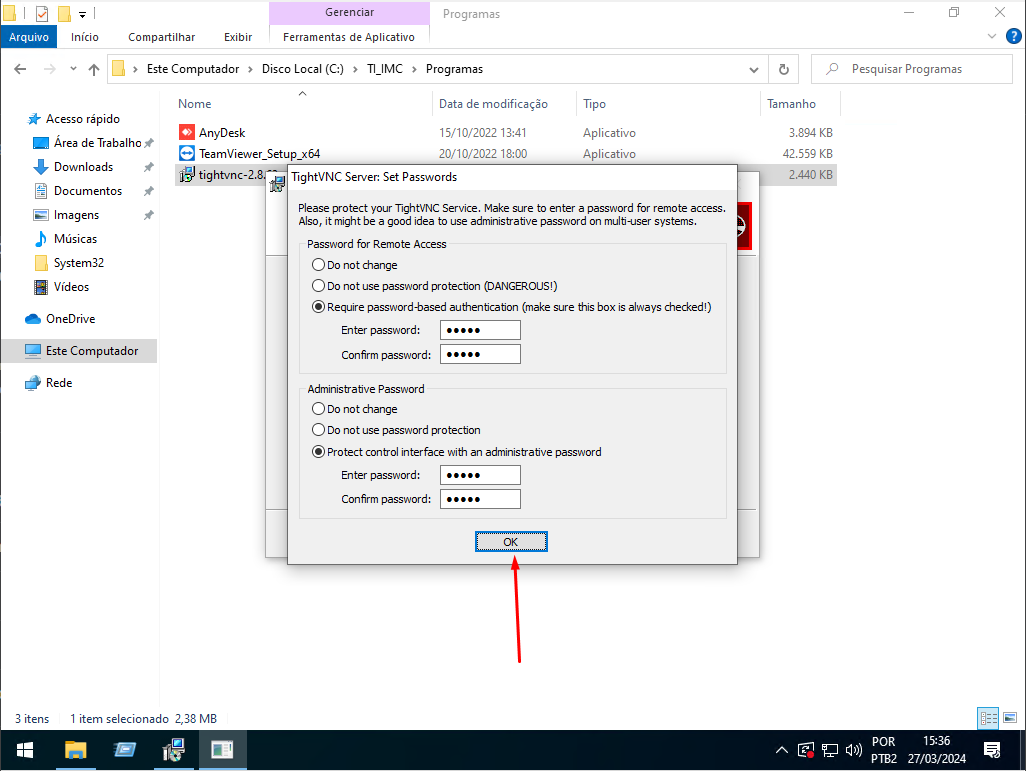 Gerenciar
Programas
Arquivo
Início
Compartilhar
Exibir
Ferramentas de Aplicativo
Este Computador > Disco Local (C:) > TI_IMC > Programas
Pesquisar Programas
Nome
Data de modificação
Tipo
Tamanho
Acesso rápido
Área de Trabalho
Downloads
Documentos
Imagens
Músicas
System32
Vídeos
OneDrive
Este Computador
Rede
AnyDesk 15/10/2022 13:41 Aplicativo 3.894 KB
TeamViewer_Setup_x64 20/10/2022 18:00 Aplicativo 42.559 KB
tightvnc-2.8. 2.440 KB
TightVNC Server: Set Passwords
Please protect your TightVNC Service. Make sure to enter a password for remote access.
Also, it might be a good idea to use administrative password on multi-user systems.
Password for Remote Access
Do not change
Do not use password protection (DANGEROUS!)
Require password-based authentication (make sure this box is always checked!)
Enter password: •••••
Confirm password: •••••
Administrative Password
Do not change
Do not use password protection
Protect control interface with an administrative password
Enter password: •••••
Confirm password: •••••
OK
3 itens
1 item selecionado 2,38 MB
POR
PTB2
15:36
27/03/2024